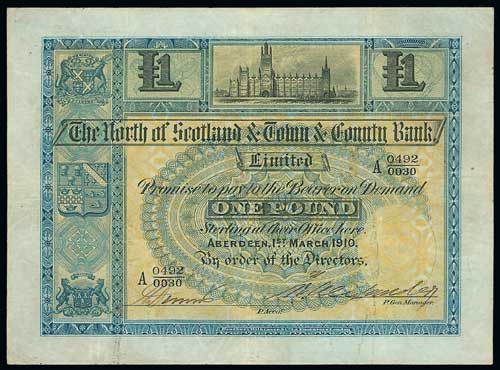 £1 £1
The North of Scotland & Town & County Bank,
Limited
A 0492
0030
Promise to pay to the Bearer on Demand
ONE POUND
Sterling at their Office here.
ABERDEEN, 1ST MARCH 1910.
By order of the Directors.
A 0492
0030
P. Acct.
P. Gen. Manager.